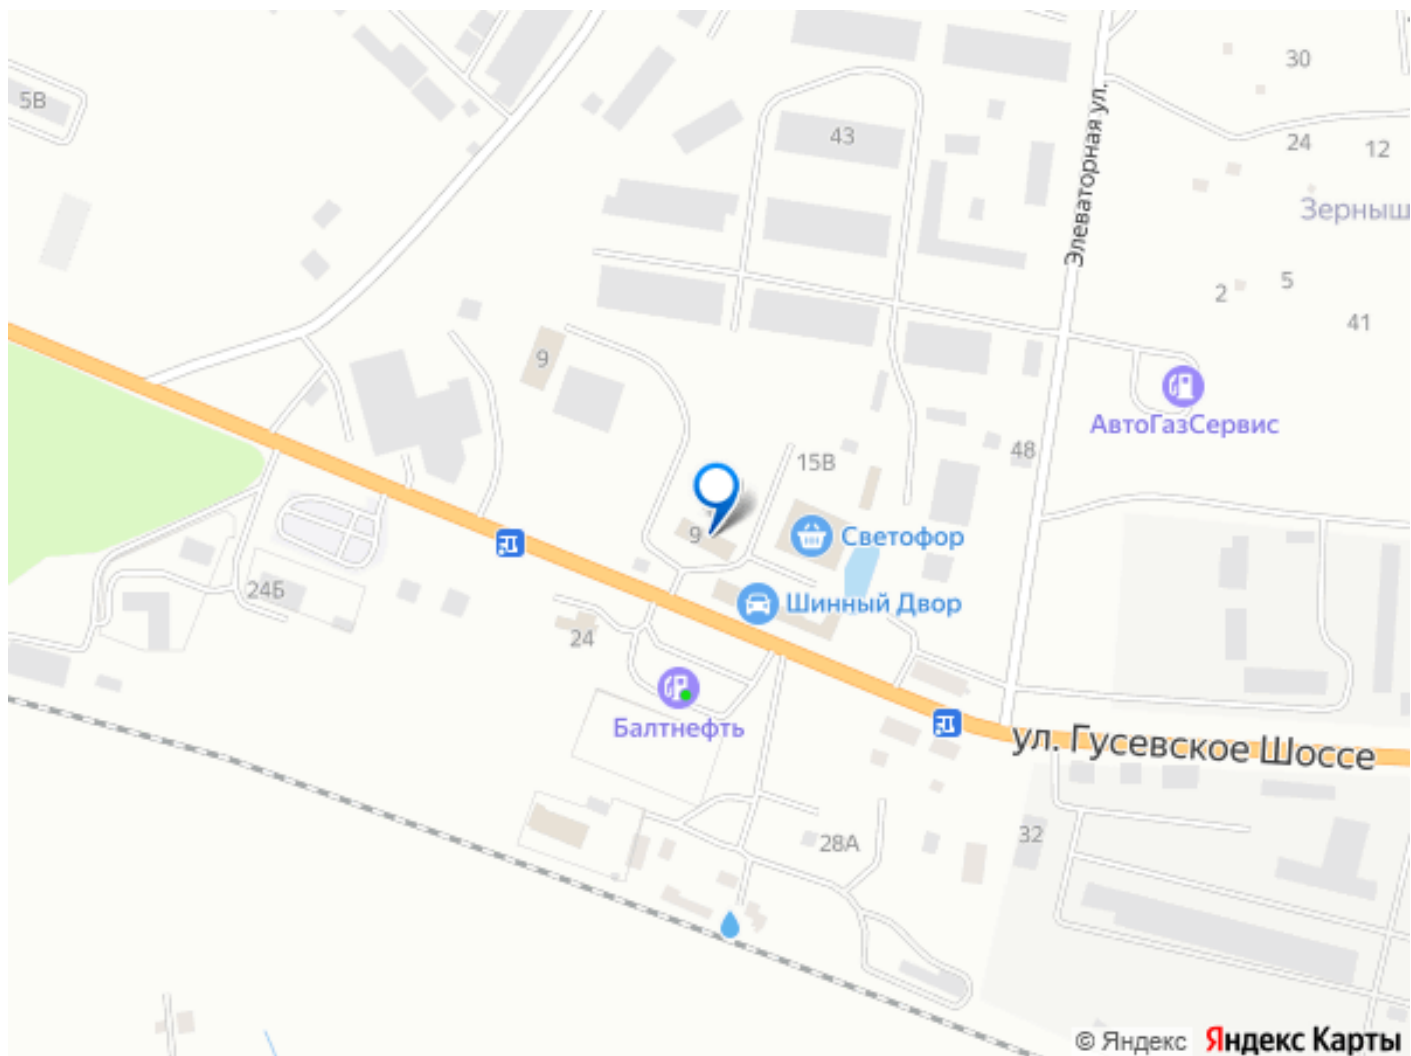 30
5В
43
24
12
Элеваторная ул.
Зерныш
5
2
41
9
АвтоГазСервис
48
15В
9
Светофор
24Б
Шинный Двор
24
Балтнефть
ул. Гусевское Шоссе
32
28А
© Яндекс Яндекс Карты